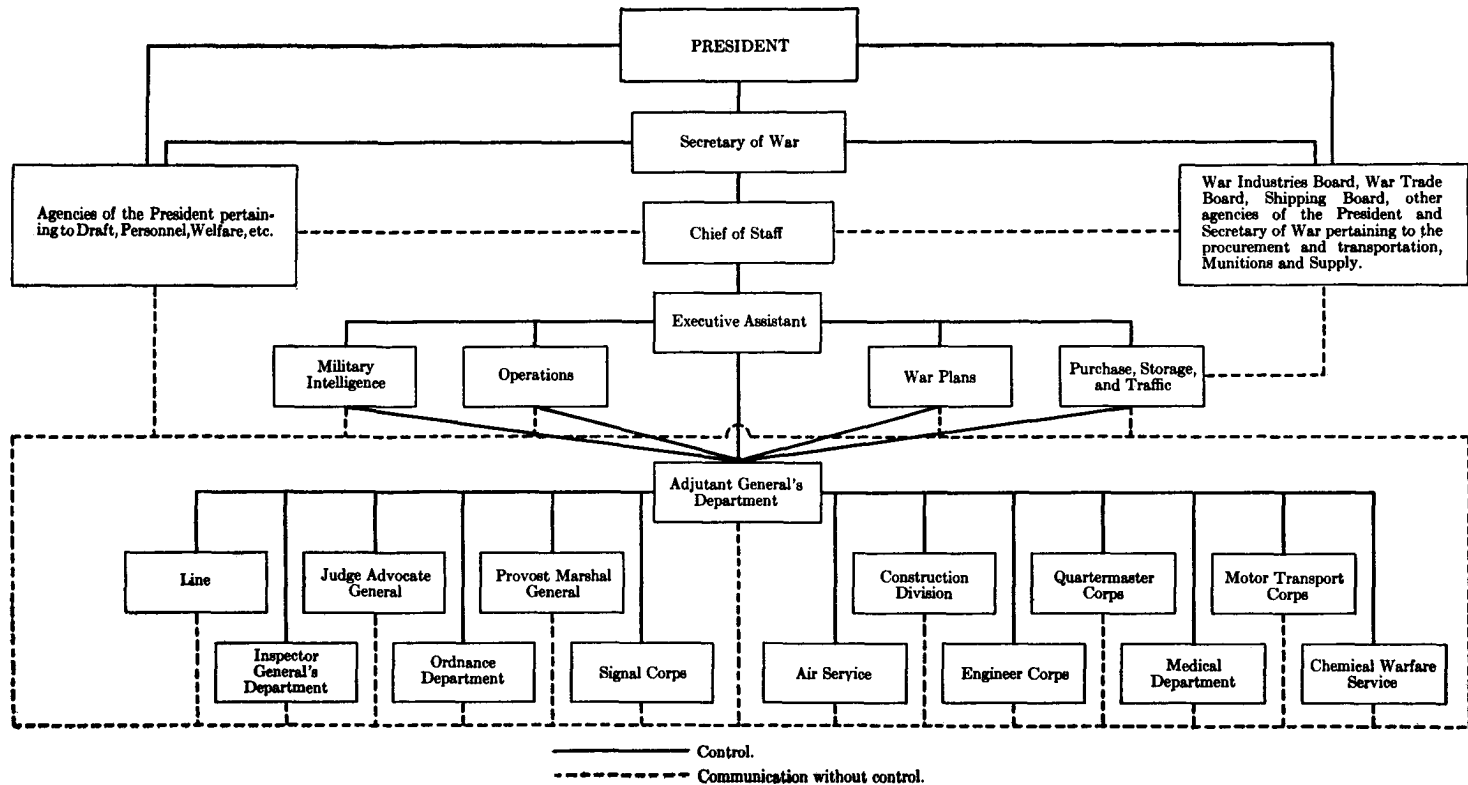 PRESIDENT
Secretary of War
Agencies of the President pertain-
ing to Draft, Personnel, Welfare, etc.
Chief of Staff
War Industries Board, War Trade
Board, Shipping Board, other
agencies of the President and
Secretary of War pertaining to the
procurement and transportation,
Munitions and Supply.
Executive Assistant
Military
Intelligence
Operations
War Plans
Purchase, Storage,
and Traffic
Adjutant General's
Department
Line
Judge Advocate
General
Provost Marshal
General
Construction
Division
Quartermaster
Corps
Motor Transport
Corps
Inspector
General's
Department
Ordnance
Department
Signal Corps
Air Service
Engineer Corps
Medical
Department
Chemical Warfare
Service
Control.
Communication without control.